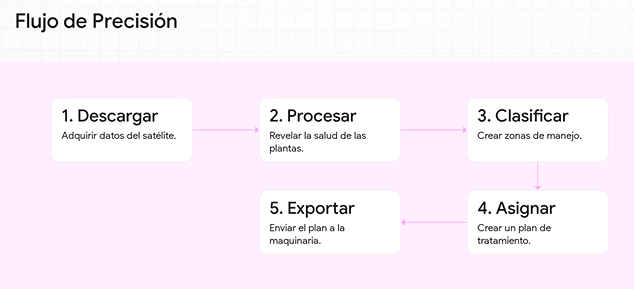 Flujo de Precisión
1. Descargar
Adquirir datos del satélite.
2. Procesar
Revelar la salud de las
plantas.
3. Clasificar
Crear zonas de manejo.
4. Asignar
Crear un plan de
tratamiento.
5. Exportar
Enviar el plan a la
maquinaria.